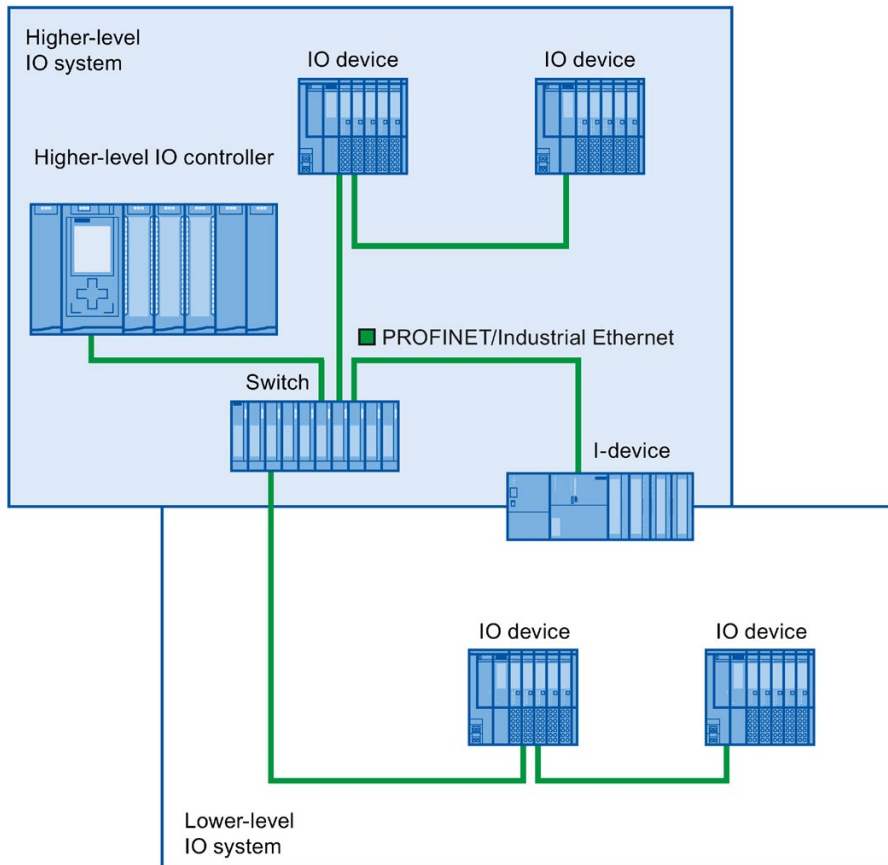 Higher-level
IO system
IO device
IO device
Higher-level IO controller
PROFINET/Industrial Ethernet
Switch
I-device
IO device
IO device
Lower-level
IO system